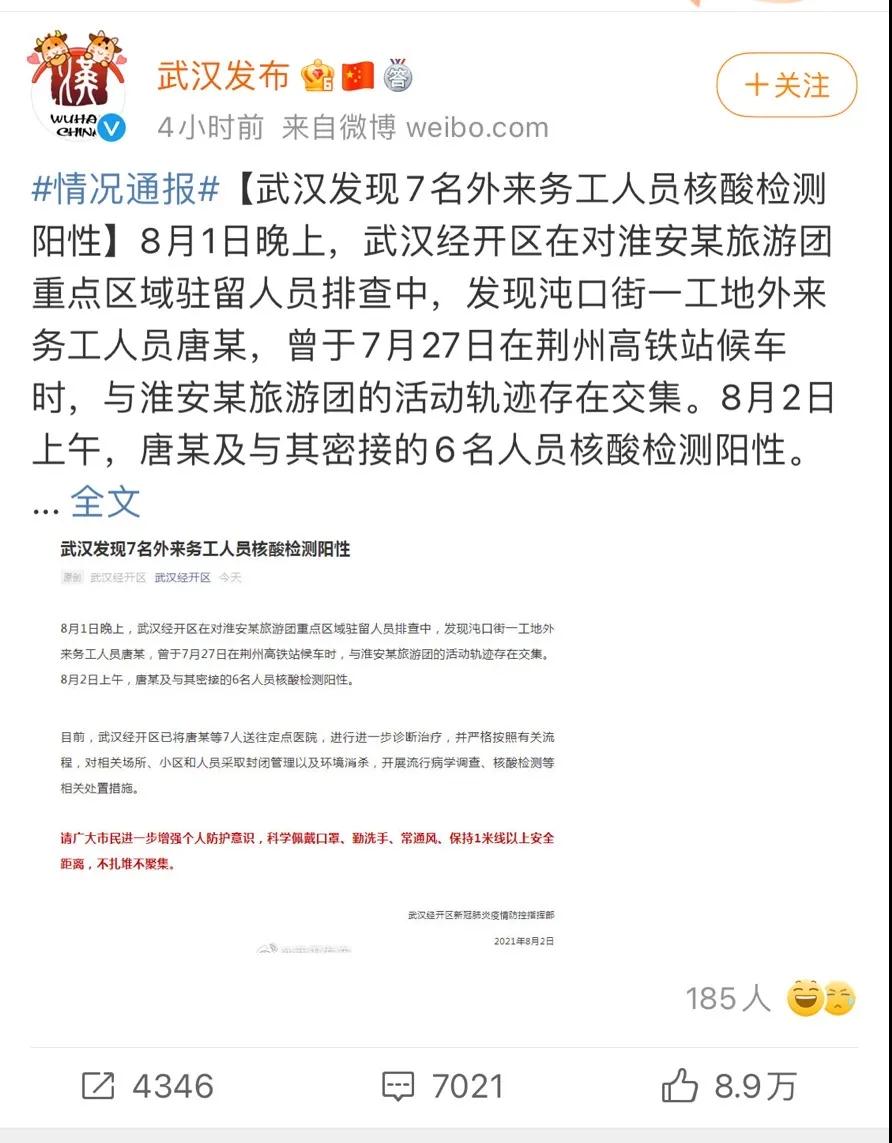 漢
WUHA
CHINA
武汉发布
6
答
+关注
4小时前 来自微博 weibo.com
#情况通报#【武汉发现7名外来务工人员核酸检测
阳性】8月1日晚上，武汉经开区在对淮安某旅游团
重点区域驻留人员排查中，发现沌口街一工地外来
务工人员唐某，曾于7月27日在荆州高铁站候车
时，与淮安某旅游团的活动轨迹存在交集。8月2日
上午，唐某及与其密接的6名人员核酸检测阳性。
... 全文
武汉发现7名外来务工人员核酸检测阳性
原创 武汉经开区 武汉经开区 今天
8月1日晚上，武汉经开区在对淮安某旅游团重点区域驻留人员排查中，发现沌口街一工地外
来务工人员唐某，曾于7月27日在荆州高铁站候车时，与淮安某旅游团的活动轨迹存在交集。
8月2日上午，唐某及与其密接的6名人员核酸检测阳性。
目前，武汉经开区已将唐某等7人送往定点医院，进行进一步诊断治疗，并严格按照有关流
程，对相关场所、小区和人员采取封闭管理以及环境消杀，开展流行病学调查、核酸检测等
相关处置措施。
请广大市民进一步增强个人防护意识，科学佩戴口罩、勤洗手、常通风、保持1米线以上安全
距离，不扎堆不聚集。
武汉经开区新冠肺炎疫情防控指挥部
2021年8月2日
185人
4346
7021
8.9万